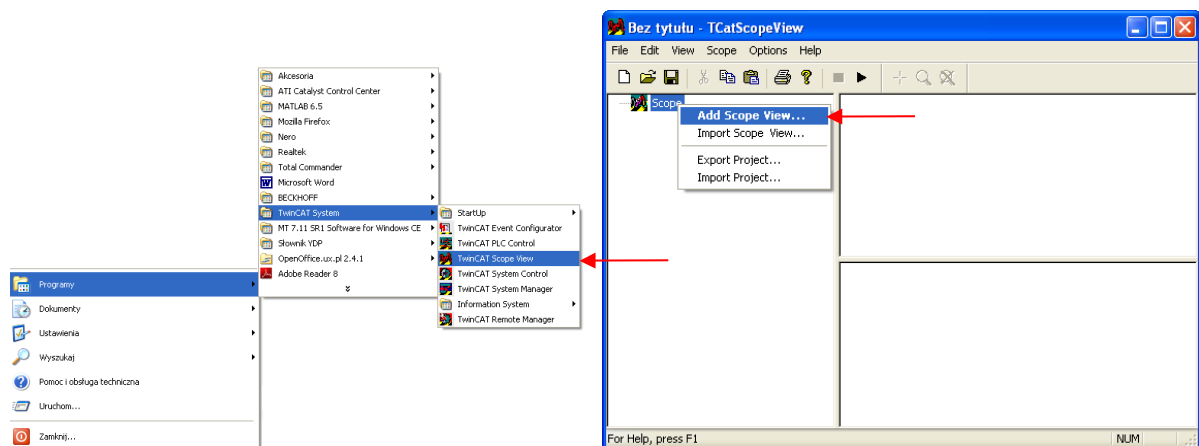 Akcesoria
ATI Catalyst Control Center
MATLAB 6.5
Mozilla Firefox
Nero
Realtek
Total Commander
Microsoft Word
BECKHOFF
TwinCAT System
MT 7.11 SR1 Software for Windows CE
Słownik YDP
OpenOffice.ux.pl 2.4.1
Adobe Reader 8
StartUp
TwinCAT Event Configurator
TwinCAT PLC Control
TwinCAT Scope View
TwinCAT System Control
TwinCAT System Manager
Information System
TwinCAT Remote Manager
Programy
Dokumenty
Ustawienia
Wyszukaj
Pomoc i obsługa techniczna
Uruchom...
Zamknij...
Bez tytułu - TCatScopeView
File Edit View Scope Options Help
Scope
Add Scope View...
Import Scope View...
Export Project...
Import Project...
For Help, press F1
NUM